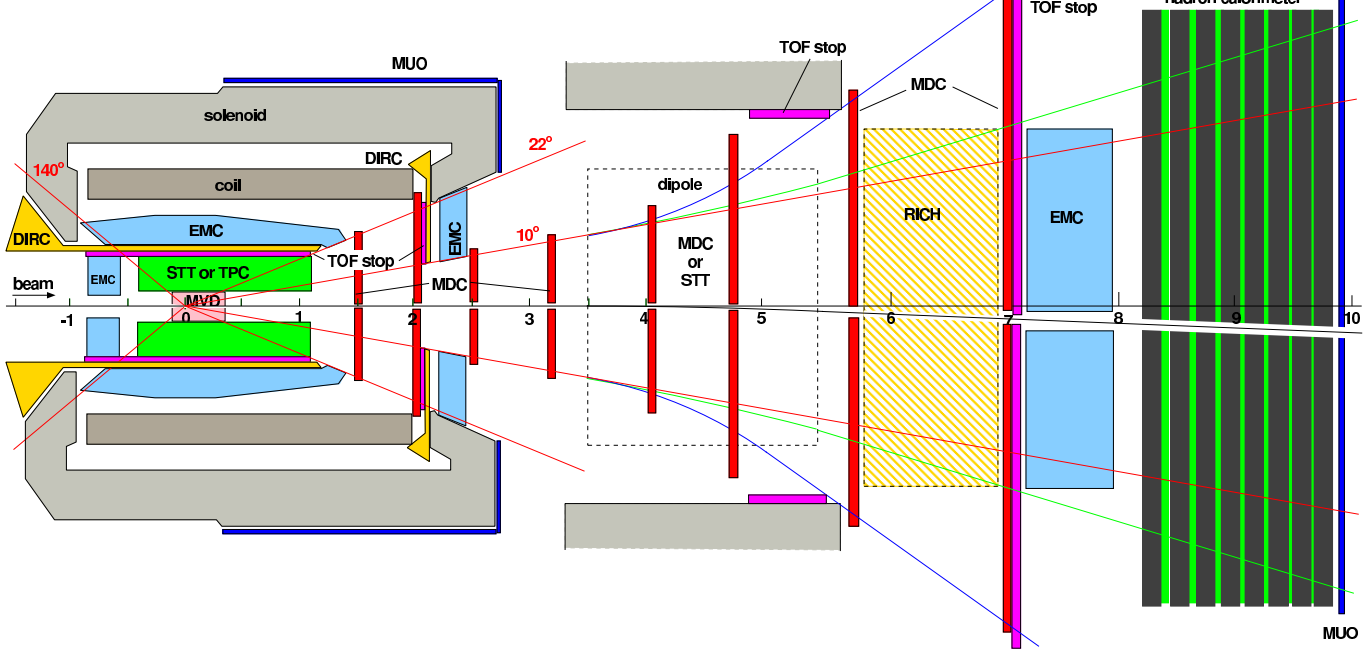 hadron calorimeter
TOF stop
TOF stop
MUO
MDC
solenoid
22°
DIRC
140°
coil
dipole
RICH
EMC
EMC
EMC
DIRC
10°
MDC
or
STT
TOF stop
STT or TPC
EMC
beam
MDC
MVD
-1 0 1 2 3 4 5 6 7 8 9 10
MUO